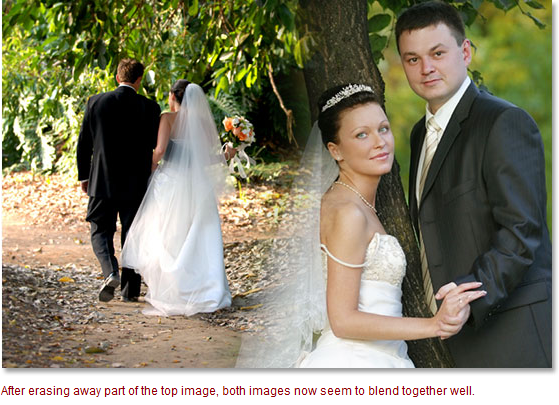 After erasing away part of the top image, both images now seem to blend together well.